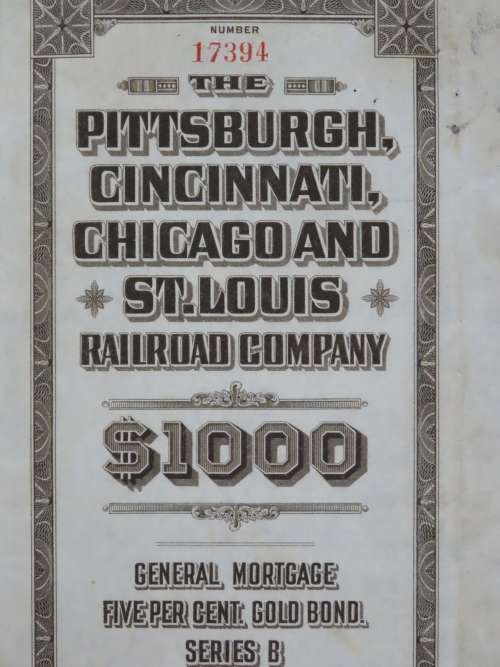 NUMBER
17394
THE
PITTSBURGH,
CINCINNATI,
CHICAGO AND
ST. LOUIS
RAILROAD COMPANY
$1000
GENERAL MORTGAGE
FIVE PER CENT. GOLD BOND.
SERIES B